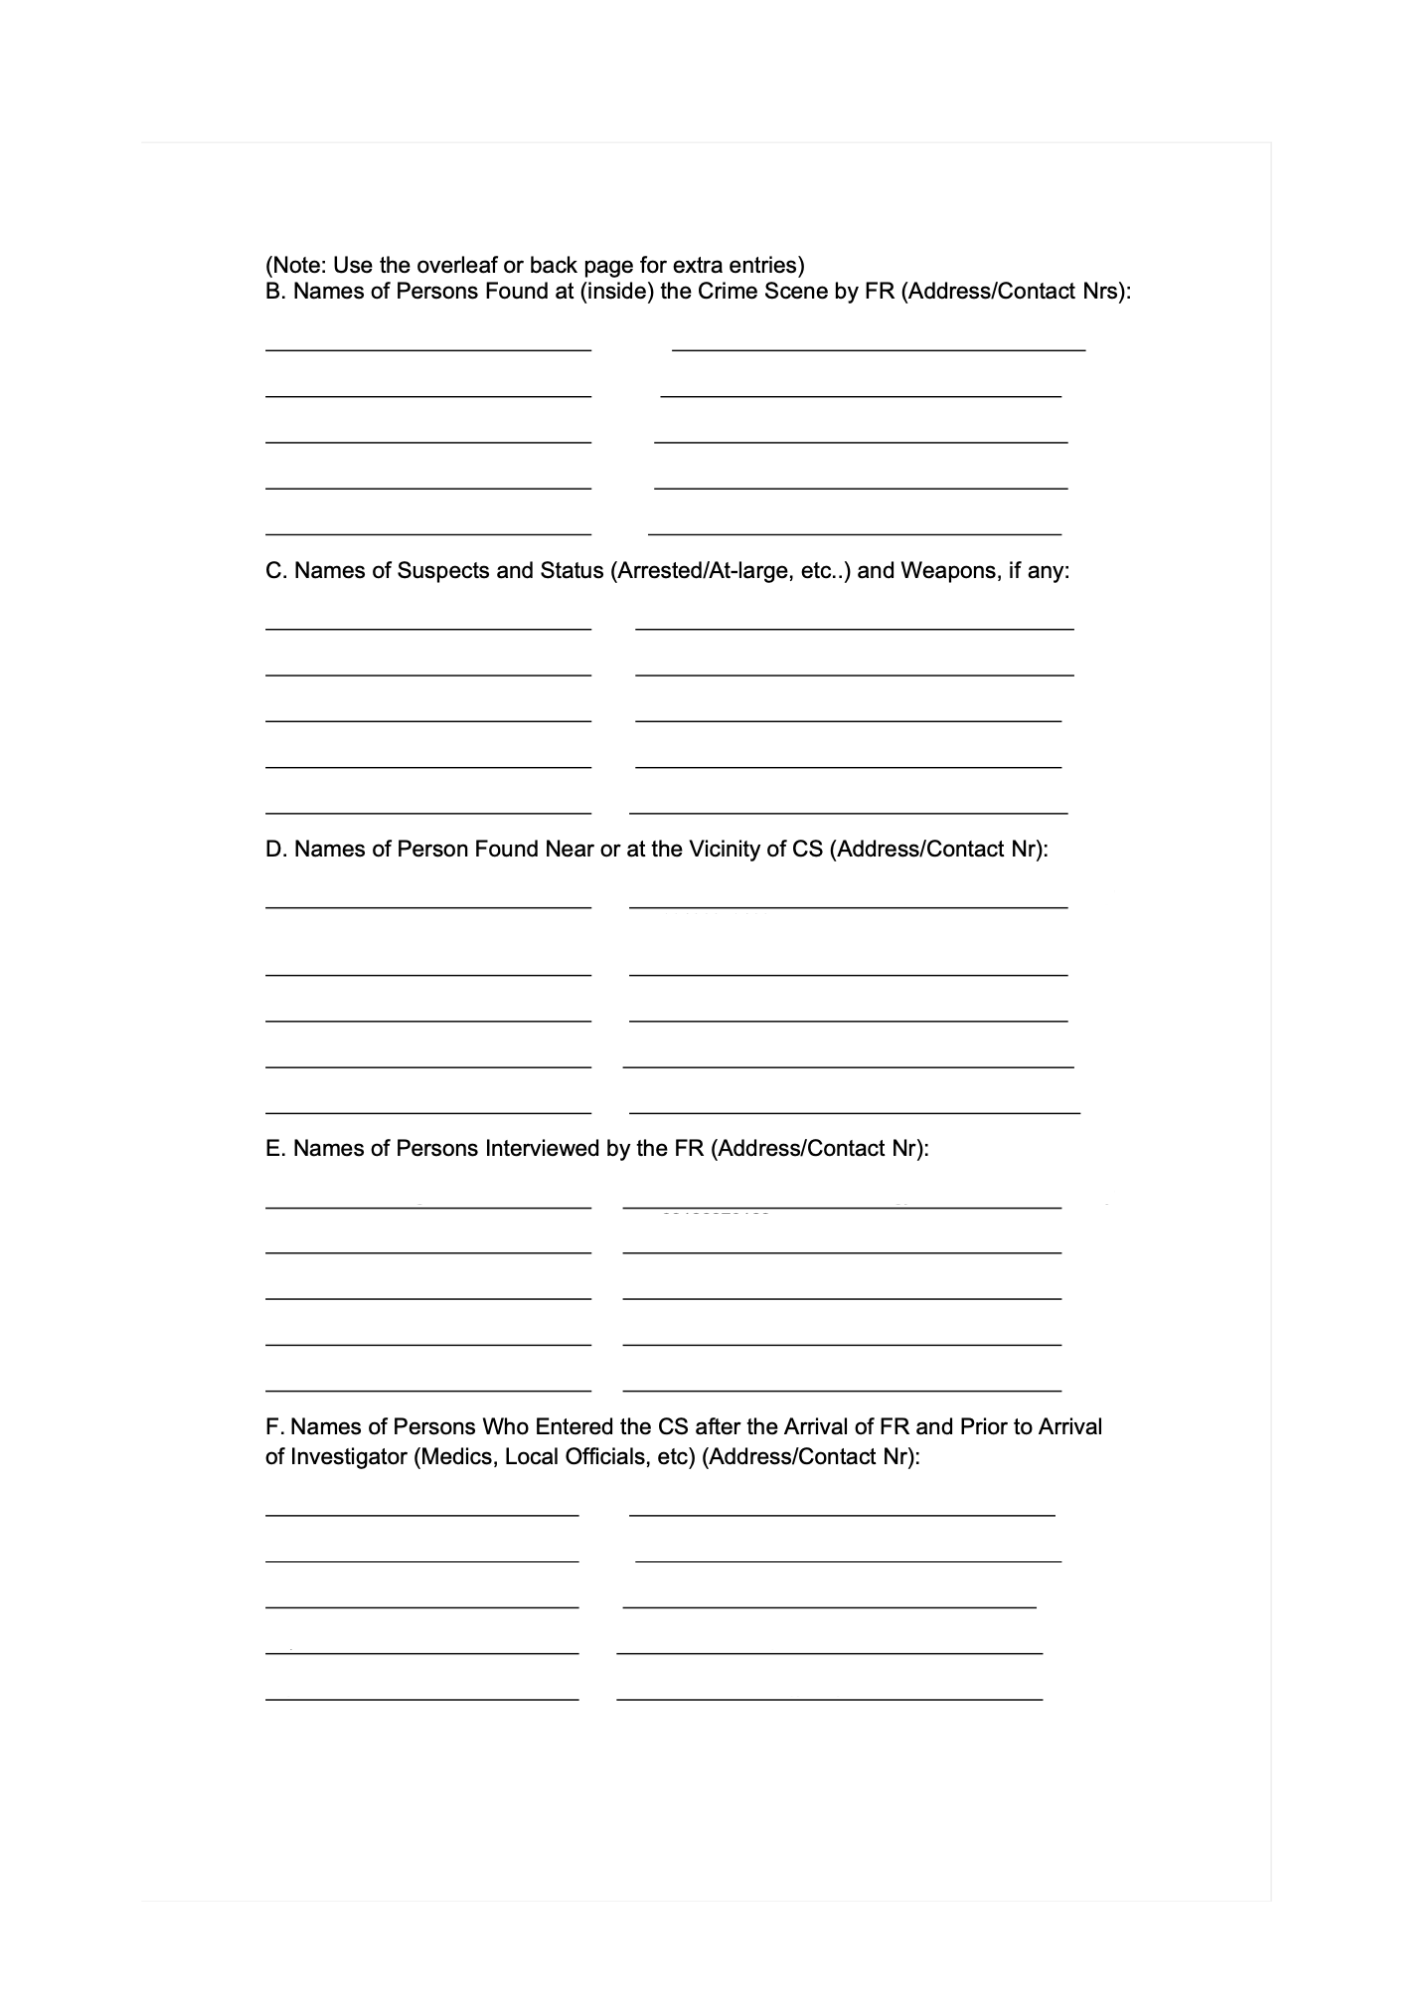 (Note: Use the overleaf or back page for extra entries)
B. Names of Persons Found at (inside) the Crime Scene by FR (Address/Contact Nrs):
C. Names of Suspects and Status (Arrested/At-large, etc..) and Weapons, if any:
D. Names of Person Found Near or at the Vicinity of CS (Address/Contact Nr):
E. Names of Persons Interviewed by the FR (Address/Contact Nr):
F. Names of Persons Who Entered the CS after the Arrival of FR and Prior to Arrival
of Investigator (Medics, Local Officials, etc) (Address/Contact Nr):